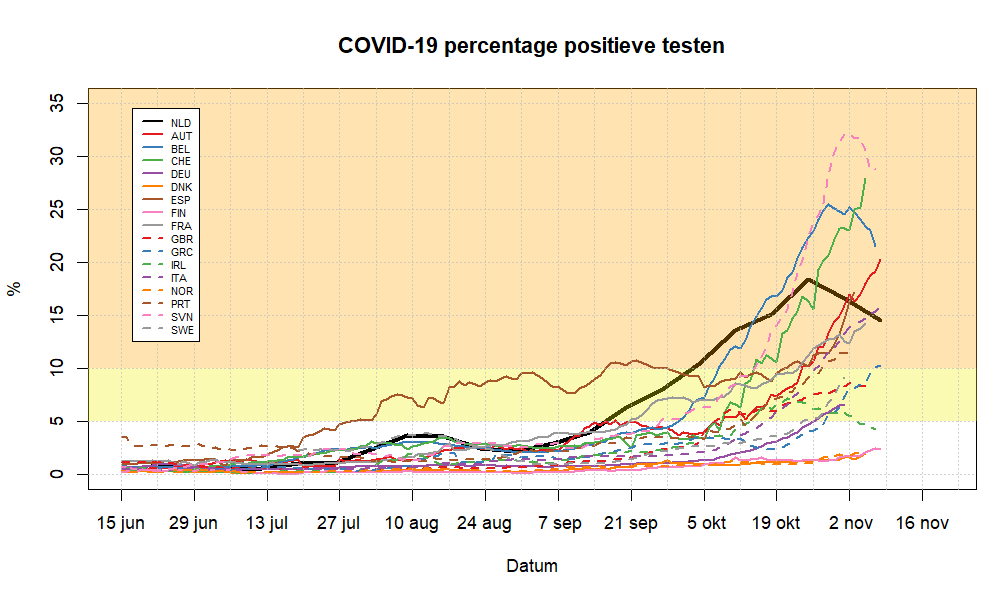 COVID-19 percentage positieve testen
%
35
30
25
20
15
10
5
0
NLD
AUT
BEL
CHE
DEU
DNK
ESP
FIN
FRA
GBR
GRC
IRL
ITA
NOR
PRT
SVN
SWE
15 jun 29 jun 13 jul 27 jul 10 aug 24 aug 7 sep 21 sep 5 okt 19 okt 2 nov 16 nov
Datum